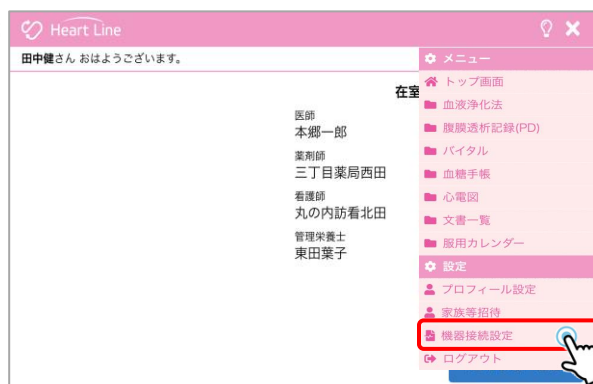 Heart Line
田中健さん おはようございます。
在室
医師
本郷一郎
薬剤師
三丁目薬局西田
看護師
丸の内訪看北田
管理栄養士
東田葉子
メニュー
トップ画面
血液浄化法
腹膜透析記録(PD)
バイタル
血糖手帳
心電図
文書一覧
服用カレンダー
設定
プロフィール設定
家族等招待
機器接続設定
ログアウト